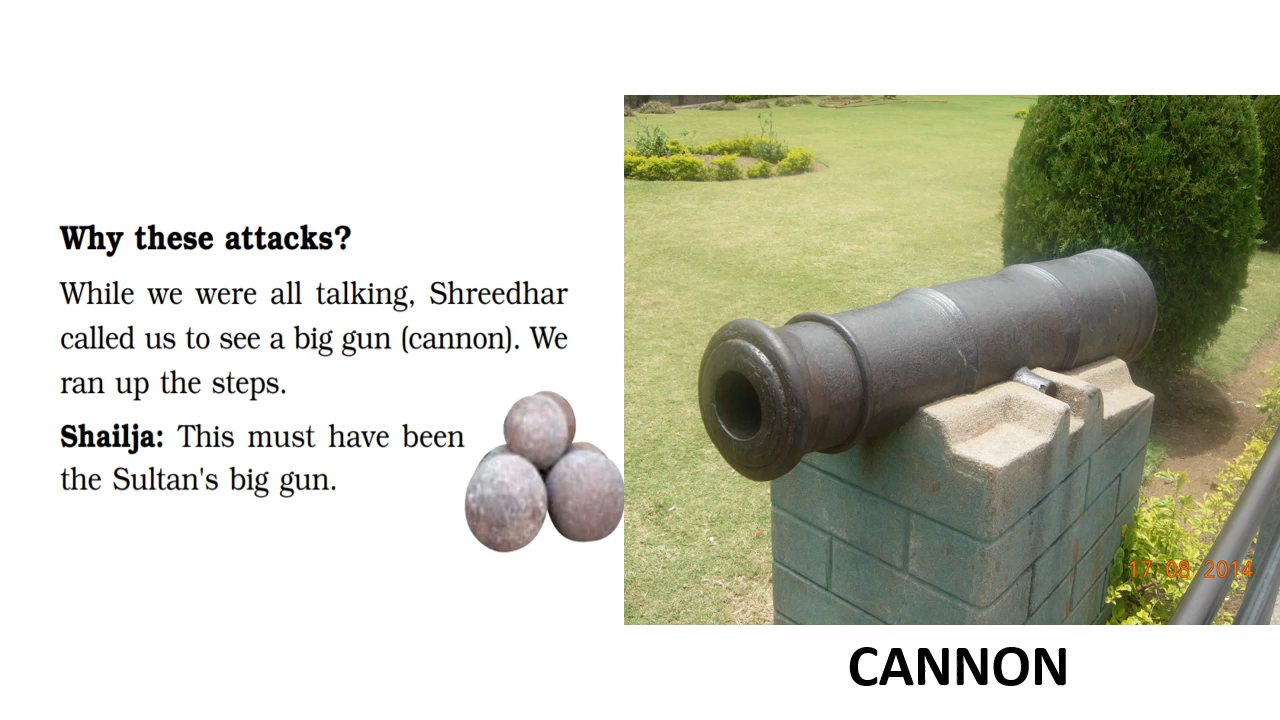 Why these attacks?
While we were all talking, Shreedhar
called us to see a big gun (cannon). We
ran up the steps.
Shailja: This must have been
the Sultan's big gun.
17 08 2014
CANNON